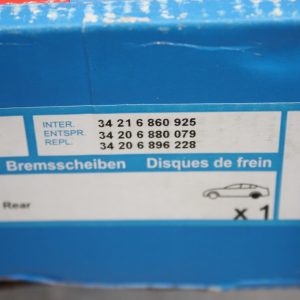 INTER. 34 21 6 860 925
ENTSPR. 34 20 6 880 079
REPL. 34 20 6 896 228
Bremsscheiben Disques de frein
Rear
x 1